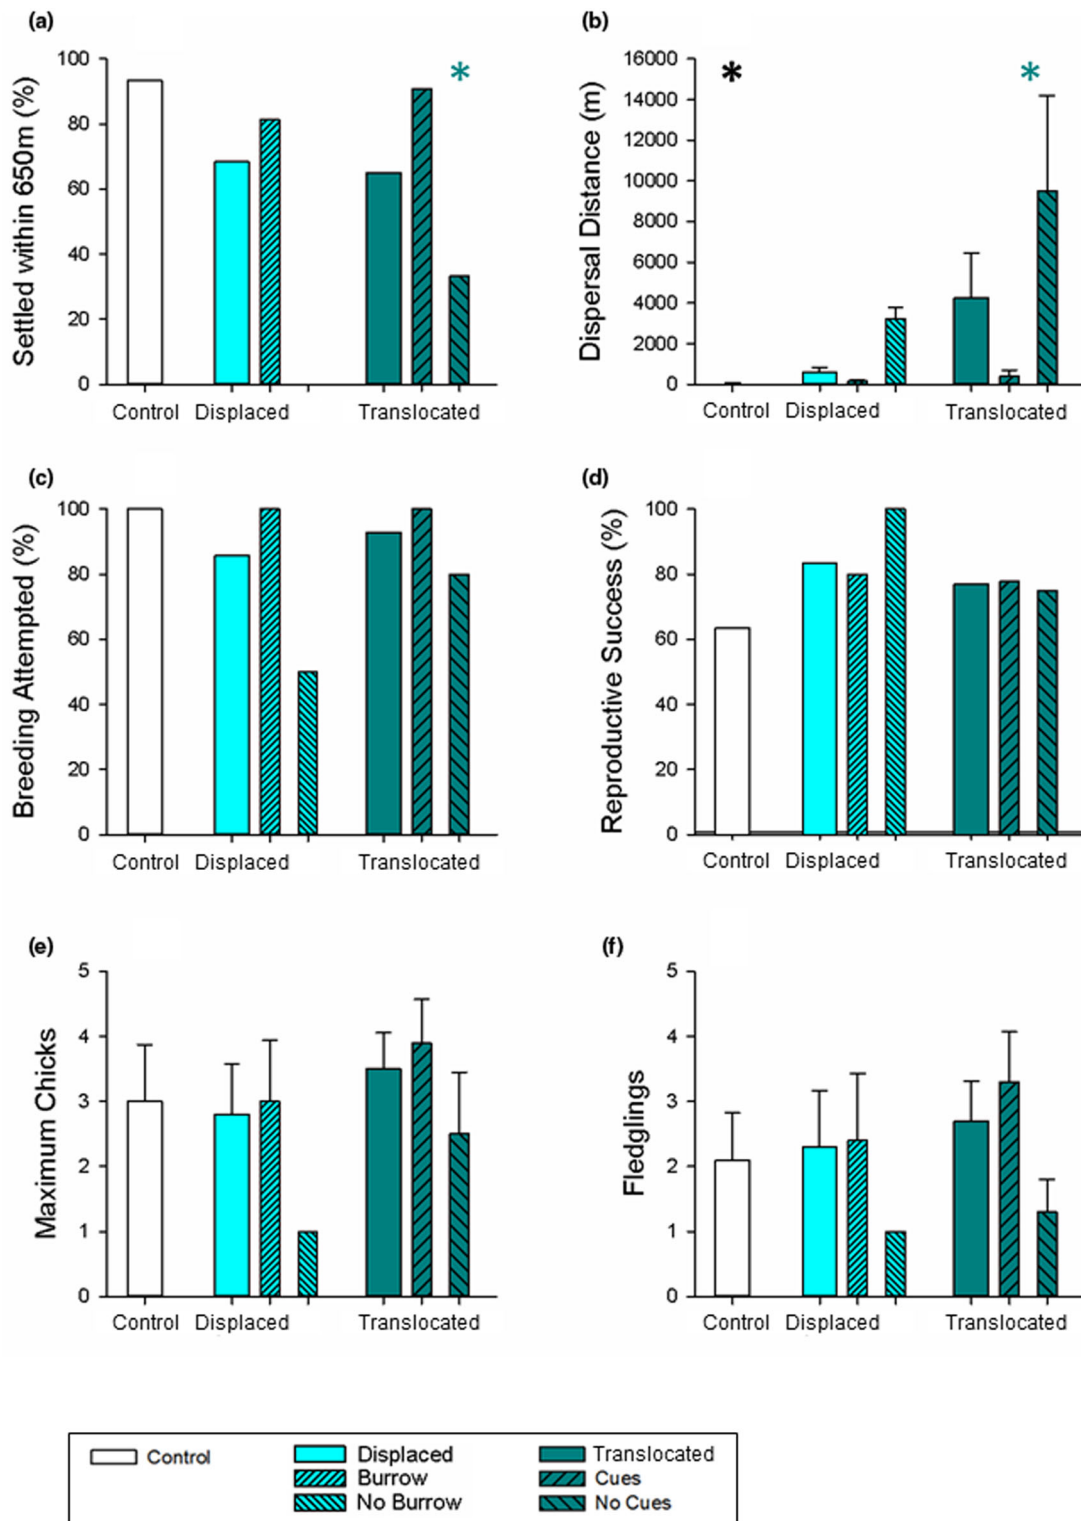 (a)
Settled within 650m (%)
100
80
60
40
20
0
*
Control Displaced Translocated
(b)
Dispersal Distance (m)
16000
14000
12000
10000
8000
6000
4000
2000
0
* *
Control Displaced Translocated
(c)
Breeding Attempted (%)
100
80
60
40
20
0
Control Displaced Translocated
(d)
Reproductive Success (%)
100
80
60
40
20
0
Control Displaced Translocated
(e)
Maximum Chicks
5
4
3
2
1
0
Control Displaced Translocated
(f)
Fledglings
5
4
3
2
1
0
Control Displaced Translocated
Control Displaced Translocated
Burrow Cues
No Burrow No Cues